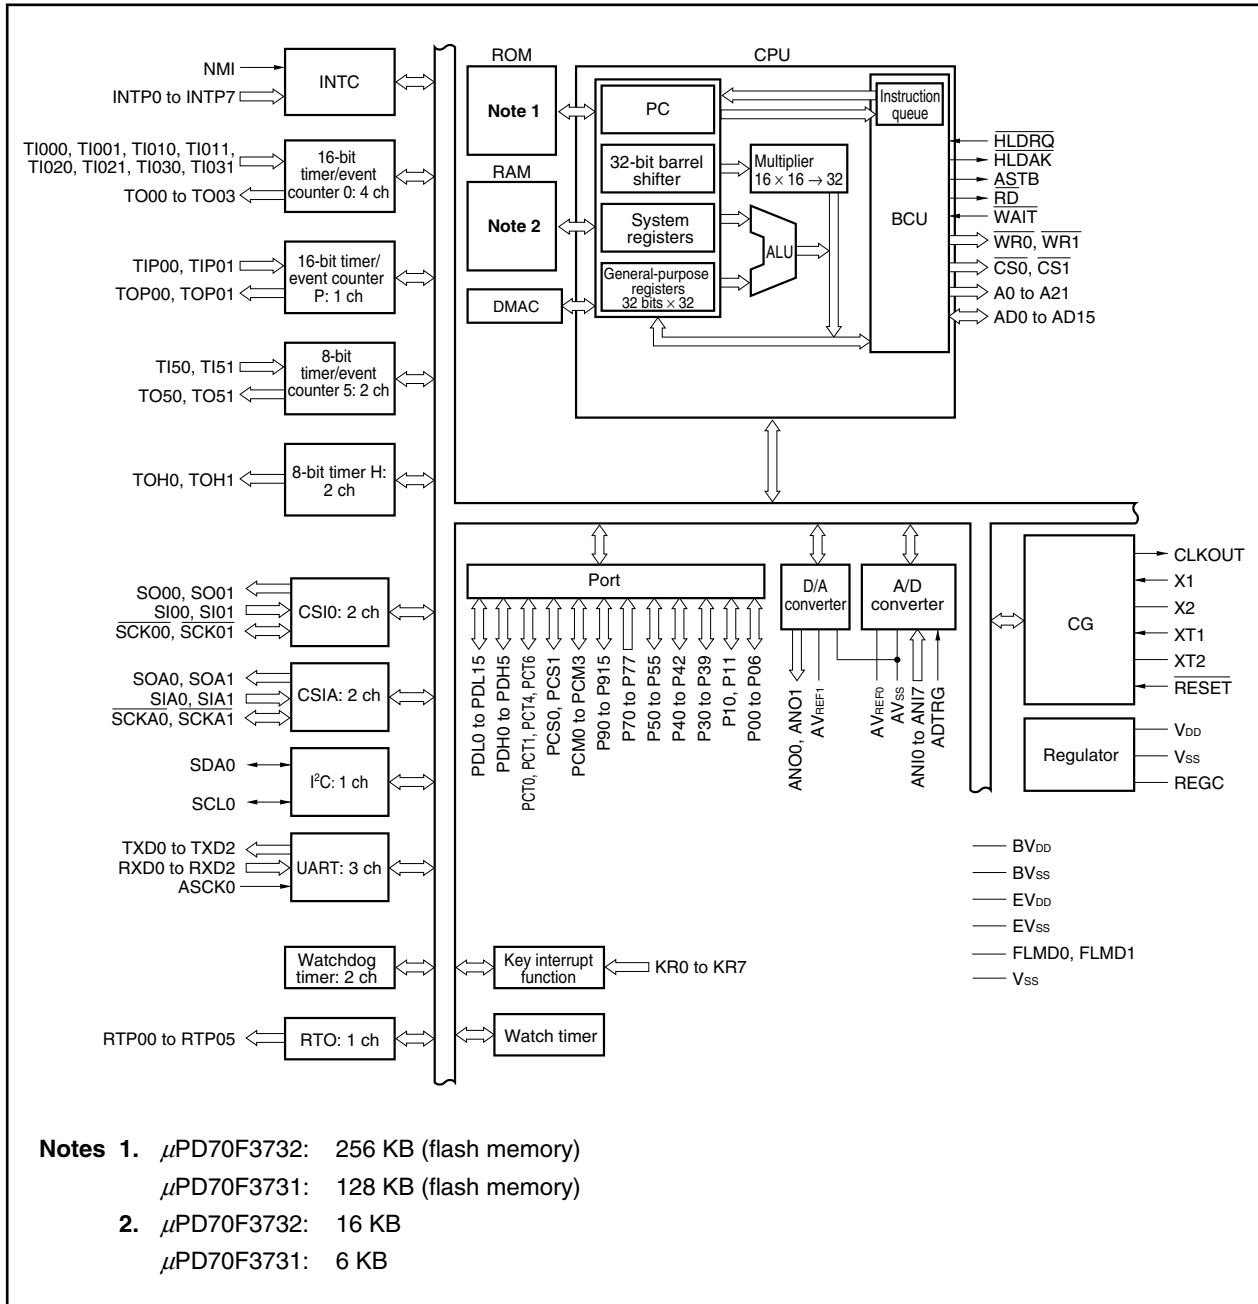 NMI
INTP0 to INTP7
INTC
TI000, TI001, TI010, TI011,
TI020, TI021, TI030, TI031
TO00 to TO03
16-bit
timer/event
counter 0: 4 ch
TIP00, TIP01
TOP00, TOP01
16-bit timer/
event counter
P: 1 ch
TI50, TI51
TO50, TO51
8-bit
timer/event
counter 5: 2 ch
TOH0, TOH1
8-bit timer H:
2 ch
SO00, SO01
SI00, SI01
SCK00, SCK01
CSI0: 2 ch
SOA0, SOA1
SIA0, SIA1
SCKA0, SCKA1
CSIA: 2 ch
SDA0
SCL0
I²C: 1 ch
TXD0 to TXD2
RXD0 to RXD2
ASCK0
UART: 3 ch
Watchdog
timer: 2 ch
RTP00 to RTP05
RTO: 1 ch
ROM
Note 1
RAM
Note 2
DMAC
CPU
PC
32-bit barrel
shifter
System
registers
General-purpose
registers
32 bits × 32
Multiplier
16 × 16 → 32
ALU
Instruction
queue
BCU
HLDRQ
HLDAK
ASTB
RD
WAIT
WR0, WR1
CS0, CS1
A0 to A21
AD0 to AD15
Port
PDL0 to PDL15
PDH0 to PDH5
PCT0, PCT1, PCT4, PCT6
PCS0, PCS1
PCM0 to PCM3
P90 to P915
P70 to P77
P50 to P55
P40 to P42
P30 to P39
P10, P11
P00 to P06
D/A
converter
ANO0, ANO1
AVREF1
A/D
converter
AVREF0
AVSS
ANI0 to ANI7
ADTRG
CG
CLKOUT
X1
X2
XT1
XT2
RESET
Regulator
VDD
VSS
REGC
BVDD
BVSS
EVDD
EVSS
FLMD0, FLMD1
VSS
Key interrupt
function
KR0 to KR7
Watch timer
Notes 1. μPD70F3732: 256 KB (flash memory)
μPD70F3731: 128 KB (flash memory)
2. μPD70F3732: 16 KB
μPD70F3731: 6 KB